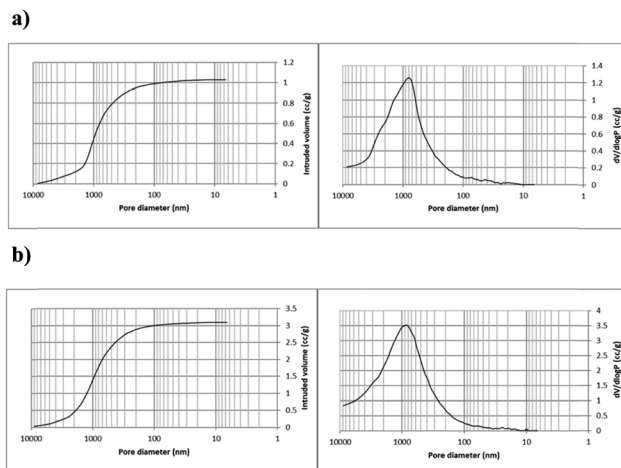 a)
1.2
1
0.8
0.6
0.4
0.2
0
Intruded volume (cc/g)
10000 1000 100 10 1
Pore diameter (nm)
1.4
1.2
1
0.8
0.6
0.4
0.2
0
dV/dlogP (cc/g)
10000 1000 100 10 1
Pore diameter (nm)
b)
3.5
3
2.5
2
1.5
1
0.5
0
Intruded volume (cc/g)
10000 1000 100 10 1
Pore diameter (nm)
4
3.5
3
2.5
2
1.5
1
0.5
0
dV/dlogP (cc/g)
10000 1000 100 10 1
Pore diameter (nm)